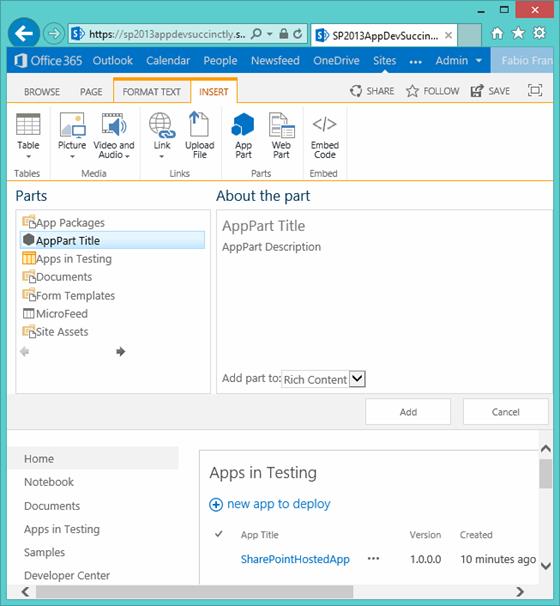 https://sp2013appdevsuccinctly.s...
SP2013AppDevSuccin...
Office 365 Outlook Calendar People Newsfeed OneDrive Sites ... Admin Fabio Fran
BROWSE PAGE FORMAT TEXT INSERT SHARE FOLLOW SAVE
Table Picture Video and Audio Link Upload File App Part Web Part Embed Code
Tables Media Links Parts Embed
Parts
App Packages
AppPart Title
Apps in Testing
Documents
Form Templates
MicroFeed
Site Assets
About the part
AppPart Title
AppPart Description
Add part to: Rich Content
Add Cancel
Home
Notebook
Documents
Apps in Testing
Samples
Developer Center
Apps in Testing
new app to deploy
App Title Version Created
SharePointHostedApp ... 1.0.0.0 10 minutes ago